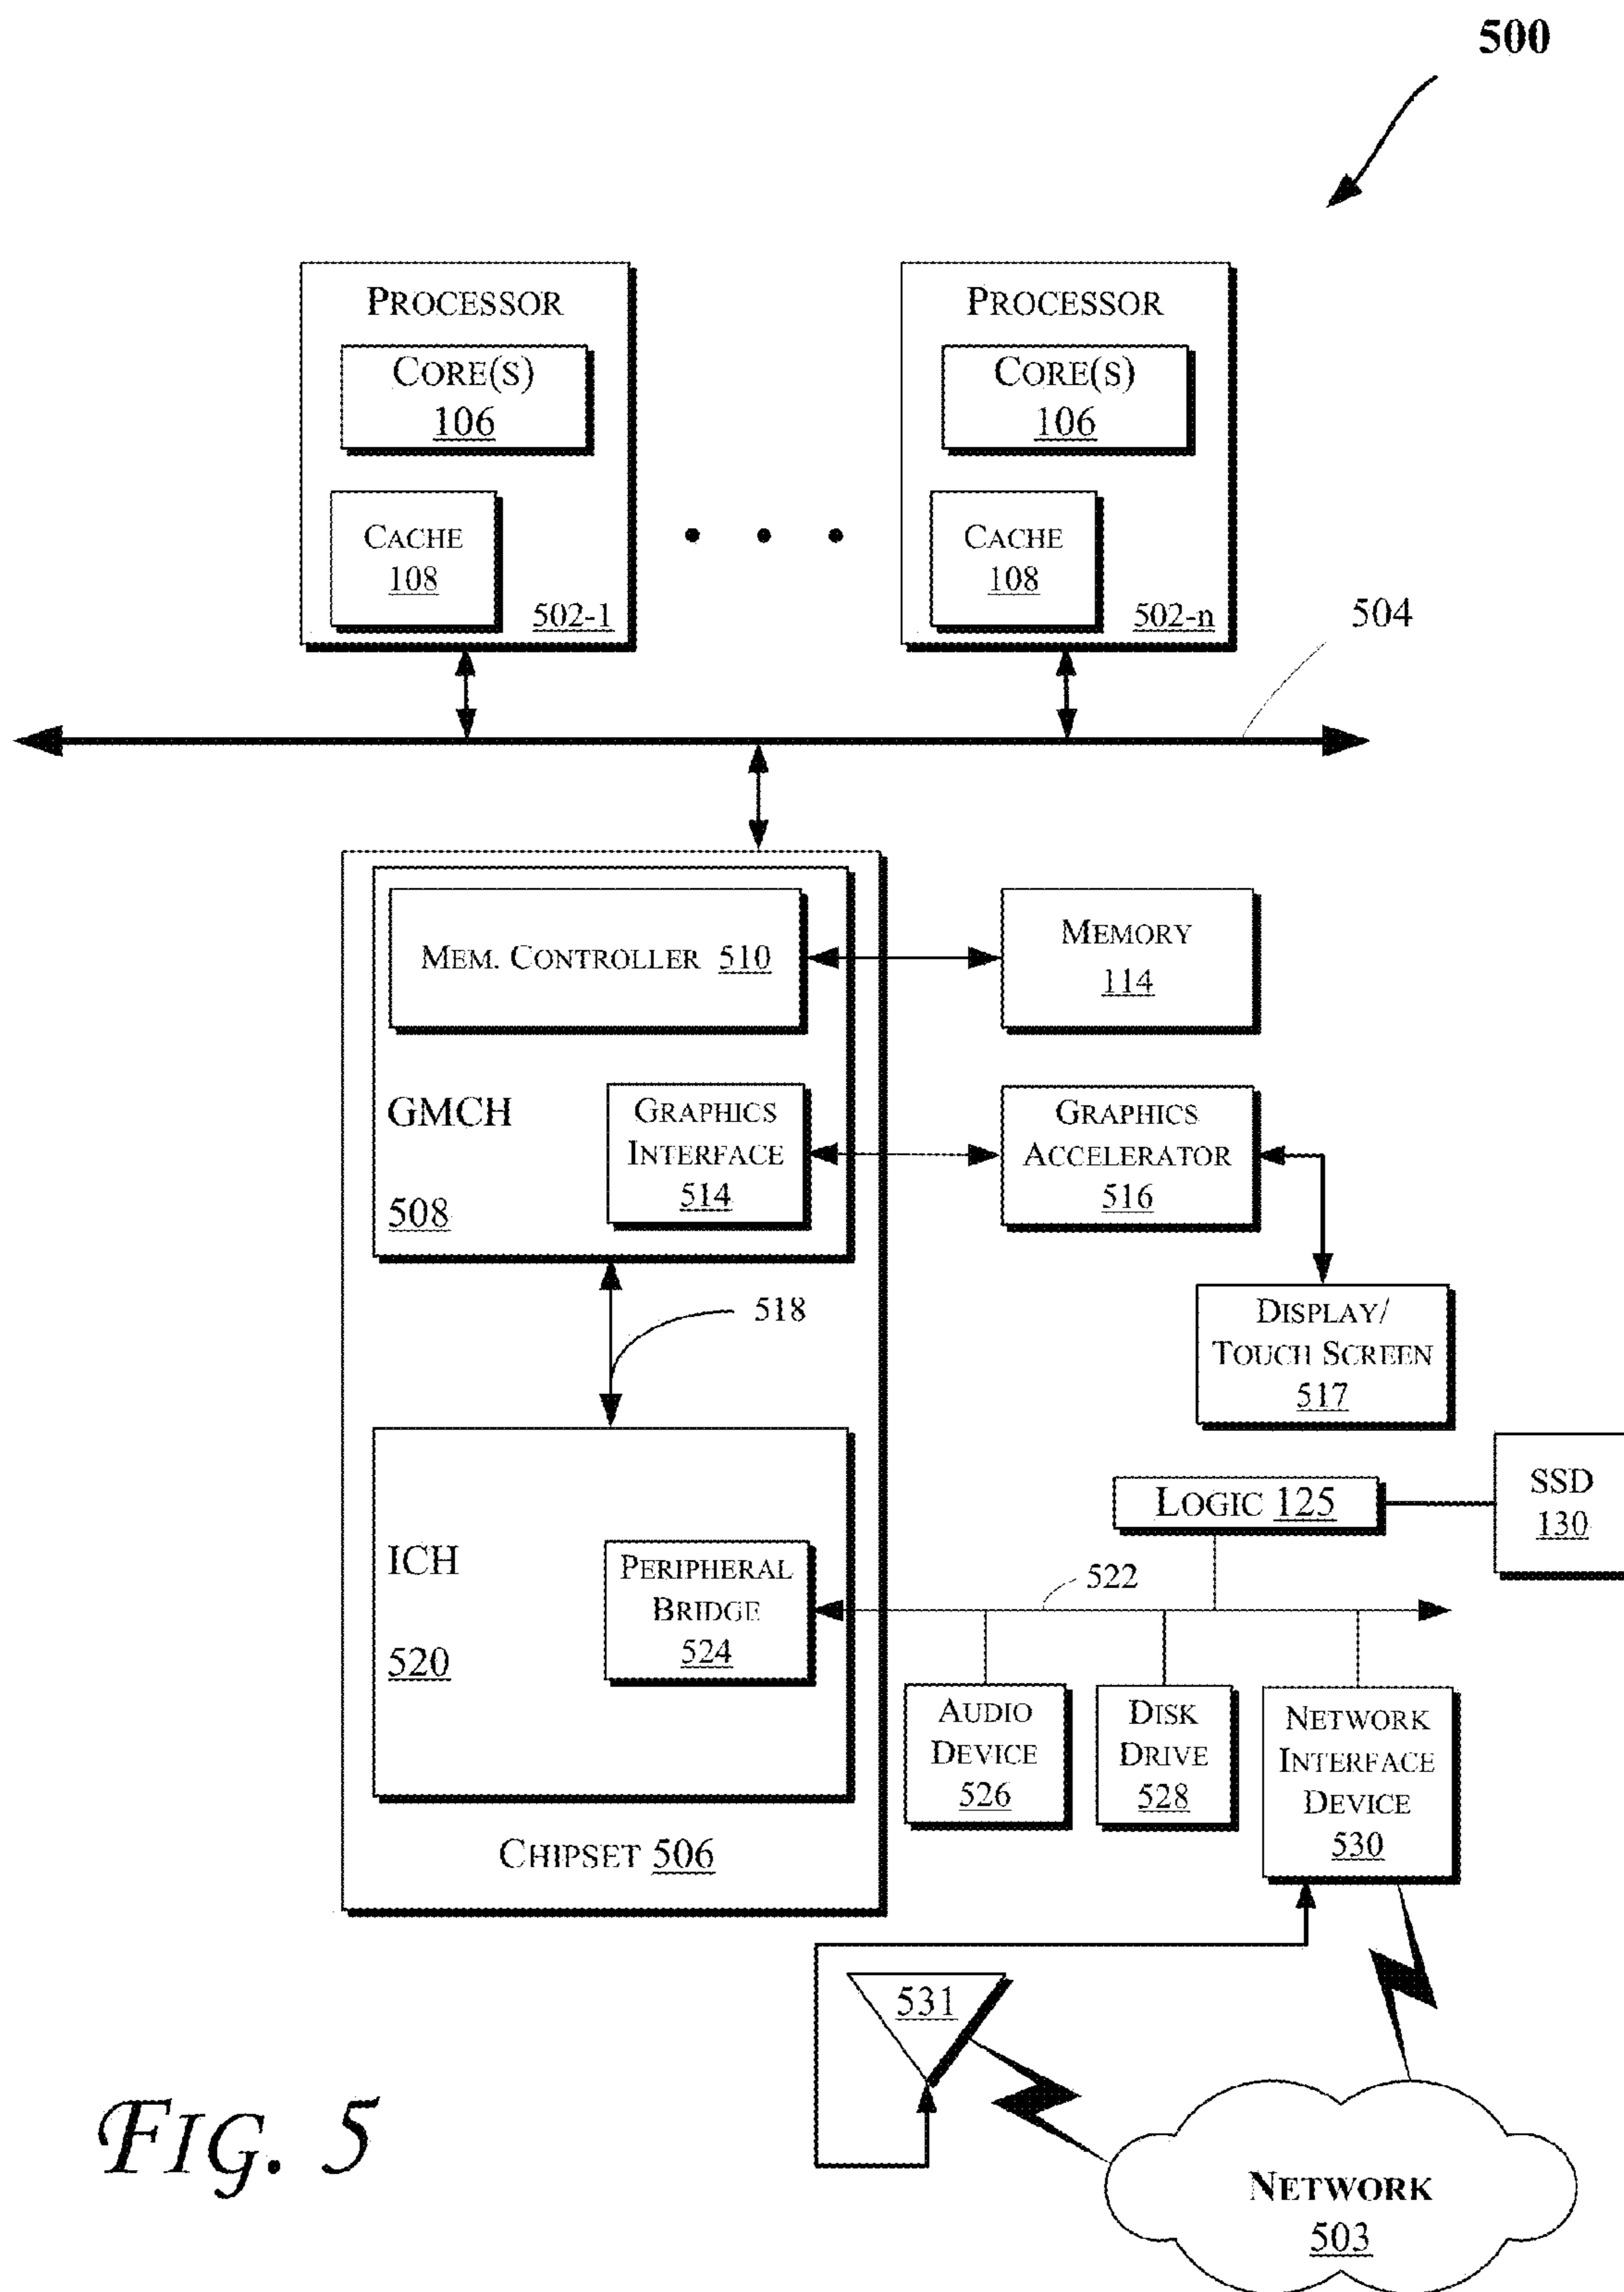 500
PROCESSOR
CORE(S)
106
CACHE
108
502-1
PROCESSOR
CORE(S)
106
CACHE
108
502-n
504
MEM. CONTROLLER 510
MEMORY
114
GMCH
508
GRAPHICS
INTERFACE
514
GRAPHICS
ACCELERATOR
516
518
DISPLAY/
TOUCH SCREEN
517
LOGIC 125
SSD
130
ICH
520
PERIPHERAL
BRIDGE
524
522
AUDIO
DEVICE
526
DISK
DRIVE
528
NETWORK
INTERFACE
DEVICE
530
CHIPSET 506
531
NETWORK
503
FIG. 5